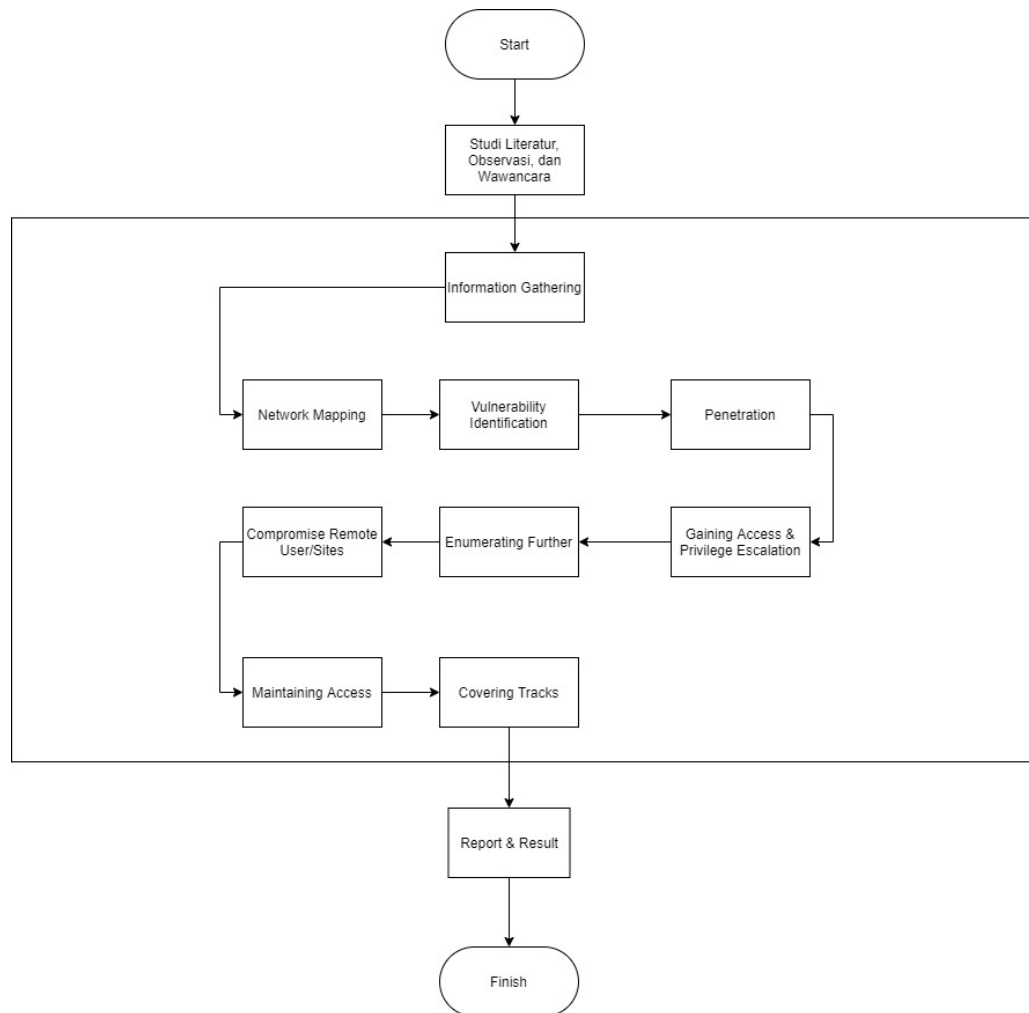 Start
Studi Literatur,
Observasi, dan
Wawancara
Information Gathering
Network Mapping
Vulnerability
Identification
Penetration
Gaining Access &
Privilege Escalation
Enumerating Further
Compromise Remote
User/Sites
Maintaining Access
Covering Tracks
Report & Result
Finish